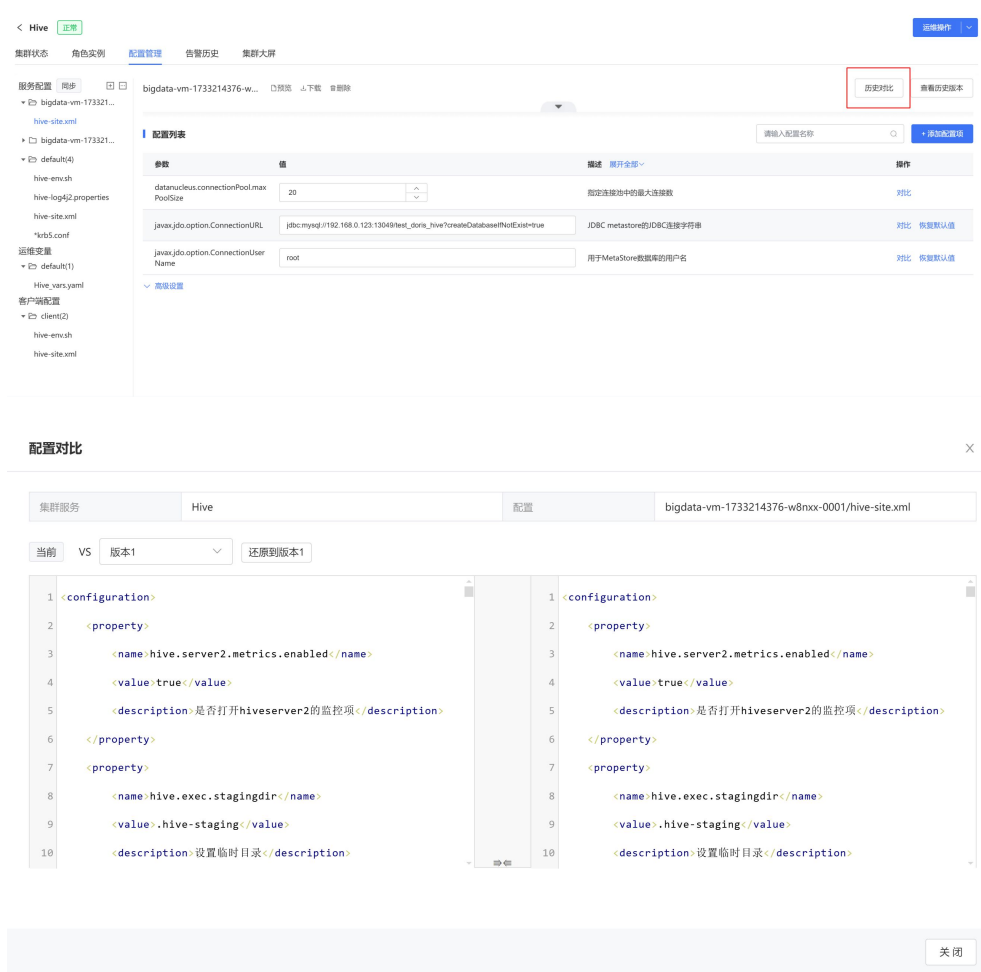 Hive 正常 运维操作
集群状态 角色实例 配置管理 告警历史 集群大屏
服务配置 同步
bigdata-vm-173321...
hive-site.xml
bigdata-vm-173321...
default(4)
hive-env.sh
hive-log4j2.properties
hive-site.xml
*krb5.conf
运维变量
default(1)
Hive_vars.yaml
客户端配置
client(2)
hive-env.sh
hive-site.xml
bigdata-vm-1733214376-w... 预览 下载 删除 历史对比 查看历史版本
配置列表 请输入配置名称 + 添加配置项
参数 值 描述 展开全部 操作
datanucleus.connectionPool.max
PoolSize 20 指定连接池中的最大连接数 对比
javax.jdo.option.ConnectionURL jdbc:mysql://192.168.0.123:13049/test_doris_hive?createDatabaseIfNotExist=true JDBC metastore的JDBC连接字符串 对比 恢复默认值
javax.jdo.option.ConnectionUser
Name root 用于MetaStore数据库的用户名 对比 恢复默认值
高级设置
配置对比
集群服务 Hive 配置 bigdata-vm-1733214376-w8nxx-0001/hive-site.xml
当前 VS 版本1 还原到版本1
1 <configuration>
2 <property>
3 <name>hive.server2.metrics.enabled</name>
4 <value>true</value>
5 <description>是否打开hiveserver2的监控项</description>
6 </property>
7 <property>
8 <name>hive.exec.stagingdir</name>
9 <value>.hive-staging</value>
10 <description>设置临时目录</description>
1 <configuration>
2 <property>
3 <name>hive.server2.metrics.enabled</name>
4 <value>true</value>
5 <description>是否打开hiveserver2的监控项</description>
6 </property>
7 <property>
8 <name>hive.exec.stagingdir</name>
9 <value>.hive-staging</value>
10 <description>设置临时目录</description>
关闭